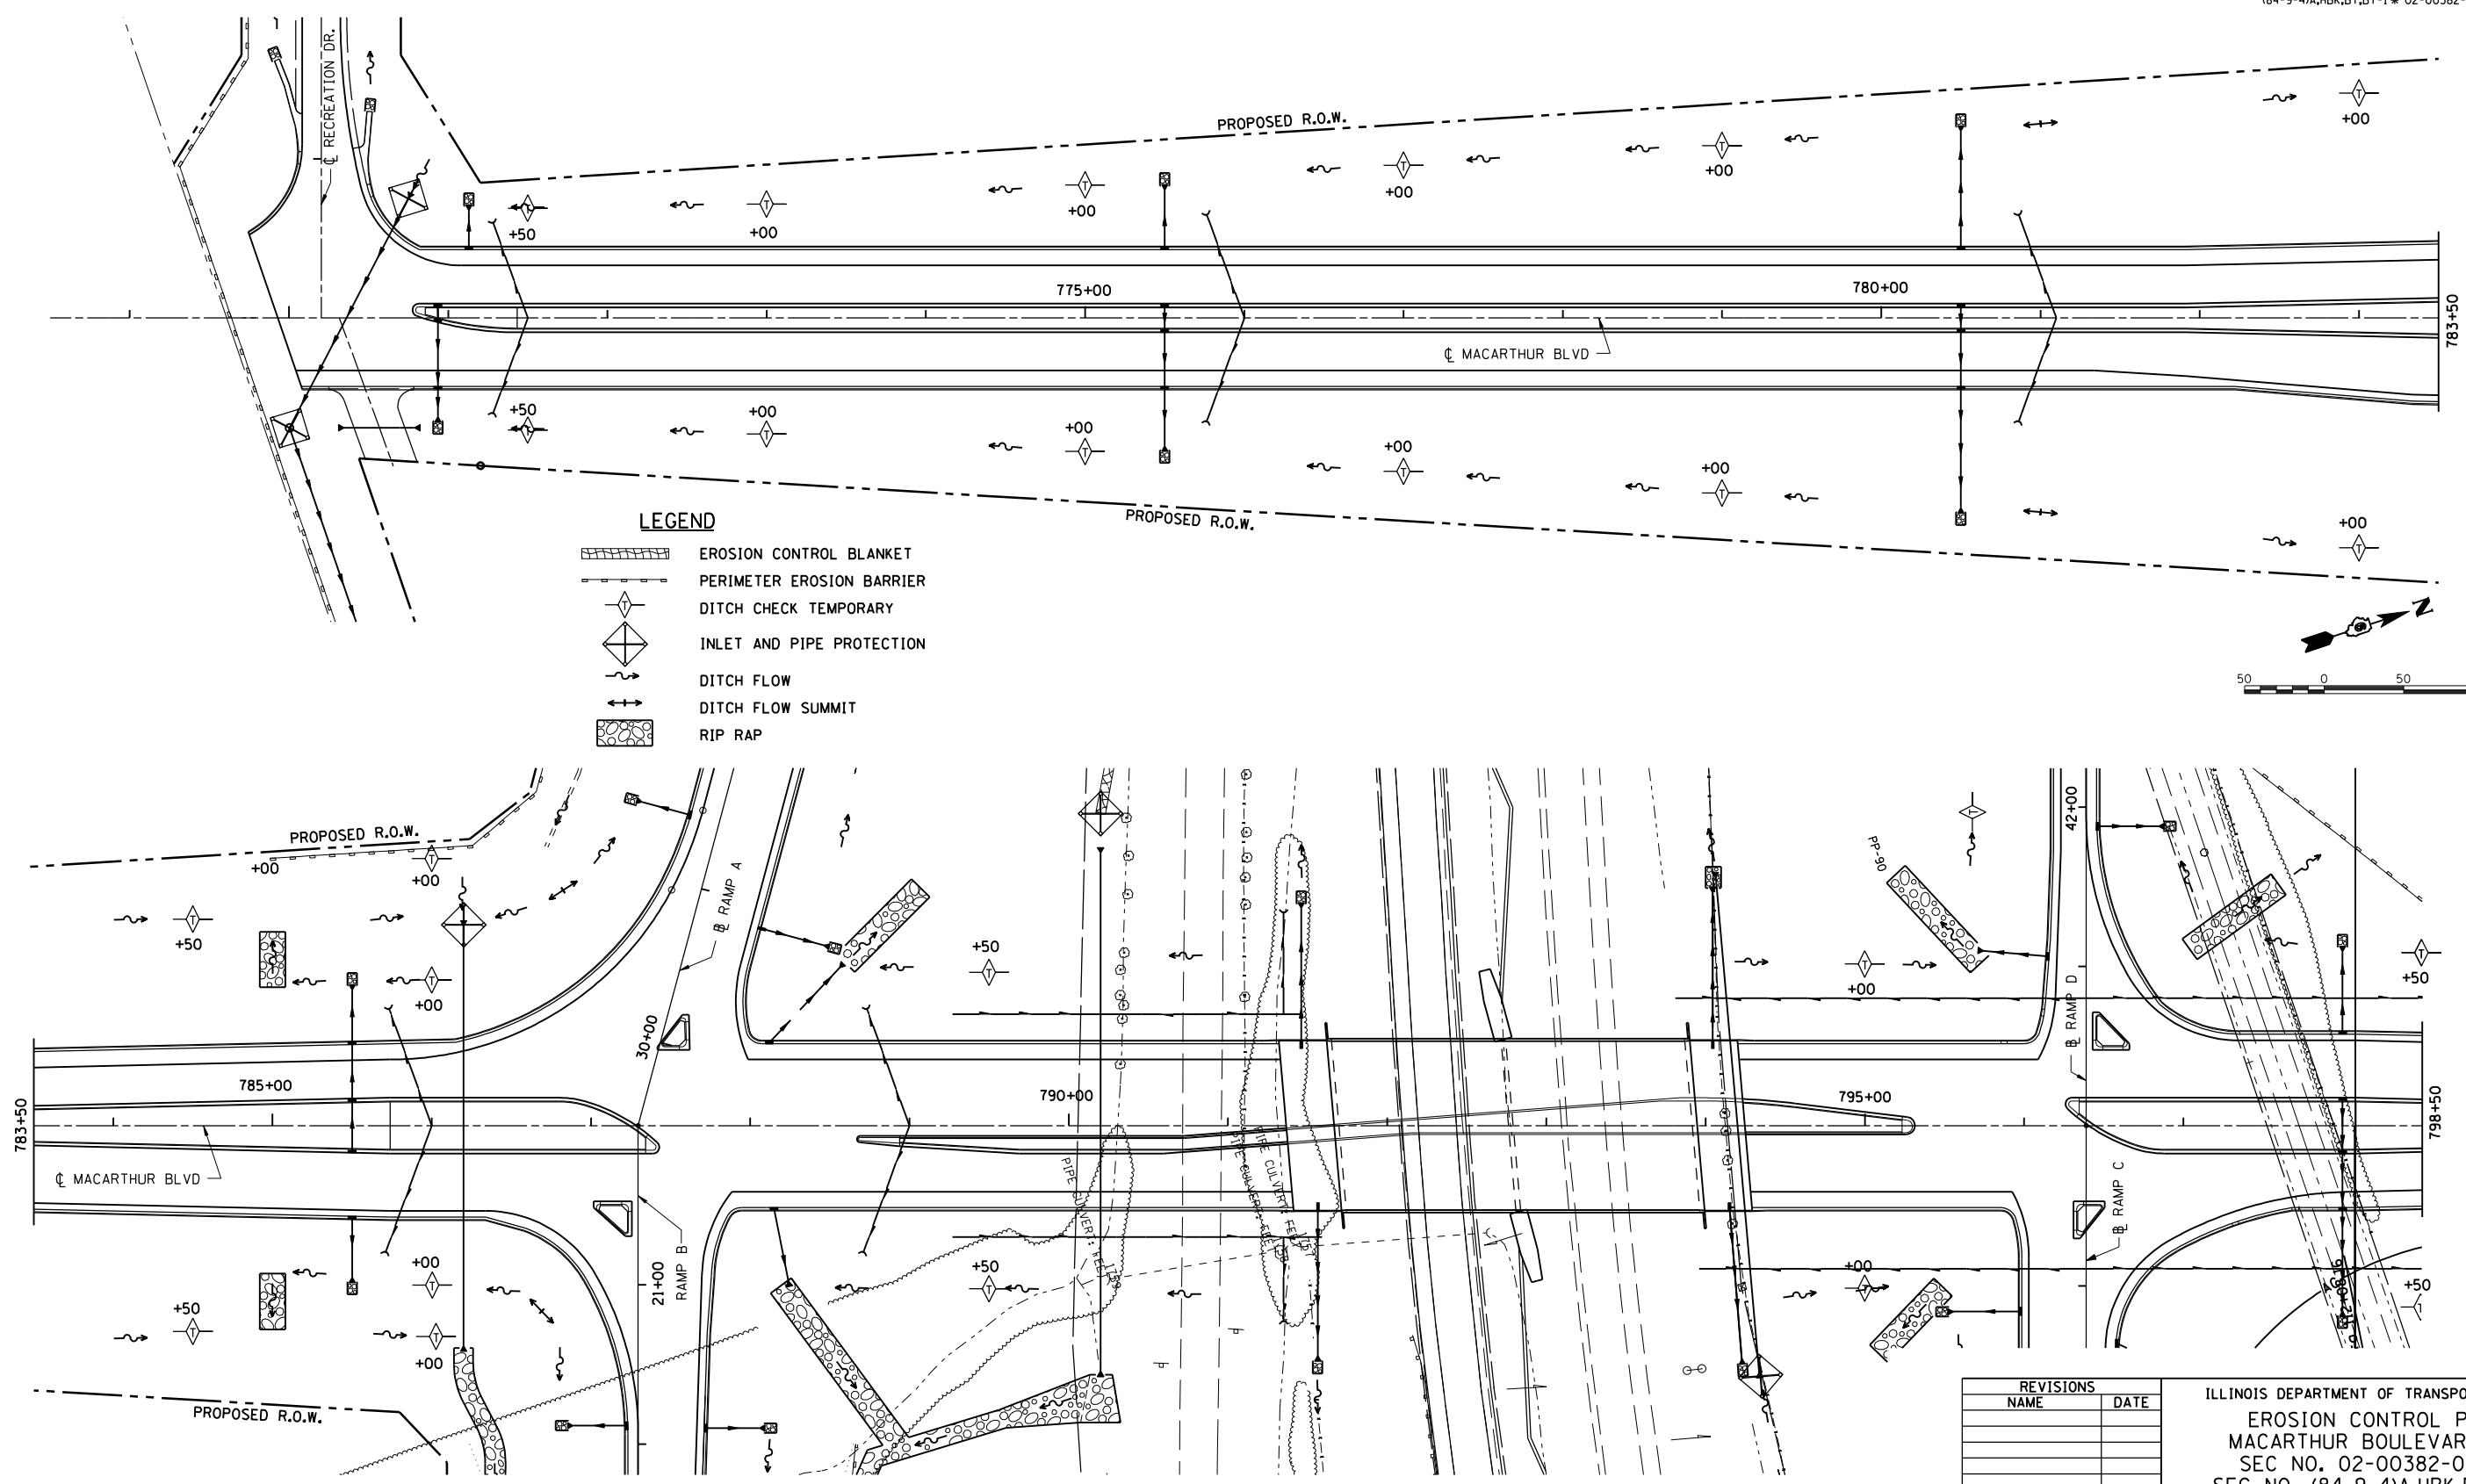 RECREATION DR.
PROPOSED R.O.W.
+00
+00
+00
+00
+00
+50
775+00
780+00
783+50
℄ MACARTHUR BLVD
+50
+00
+00
+00
+00
+00
PROPOSED R.O.W.
LEGEND
EROSION CONTROL BLANKET
PERIMETER EROSION BARRIER
T DITCH CHECK TEMPORARY
INLET AND PIPE PROTECTION
DITCH FLOW
DITCH FLOW SUMMIT
RIP RAP
N
50 0 50
PROPOSED R.O.W.
+00
+00
+50
+00
RAMP A
30+00
785+00
783+50
℄ MACARTHUR BLVD
+50
790+00
PIPE CULVERT
PIPE CULVERT
PP-90
+00
795+00
42+00
RAMP D
+50
798+50
RAMP C
+00
+50
+00
+50
+00
21+00
RAMP B
PROPOSED R.O.W.
REVISIONS
NAME DATE
ILLINOIS DEPARTMENT OF
EROSION CONTROL
MACARTHUR
SEC NO. 02-00382-0